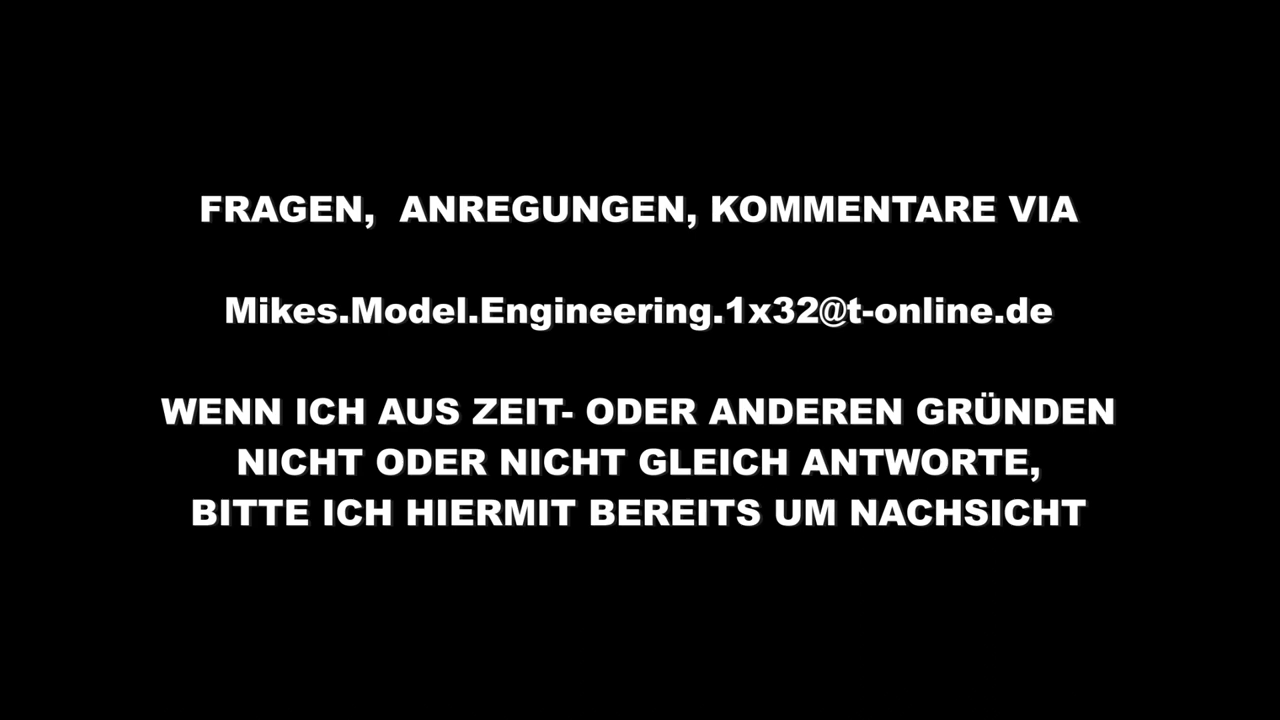 FRAGEN,  ANREGUNGEN, KOMMENTARE VIA
Mikes.Model.Engineering.1x32@t-online.de
WENN ICH AUS ZEIT- ODER ANDEREN GRÜNDEN
NICHT ODER NICHT GLEICH ANTWORTE,
BITTE ICH HIERMIT BEREITS UM NACHSICHT